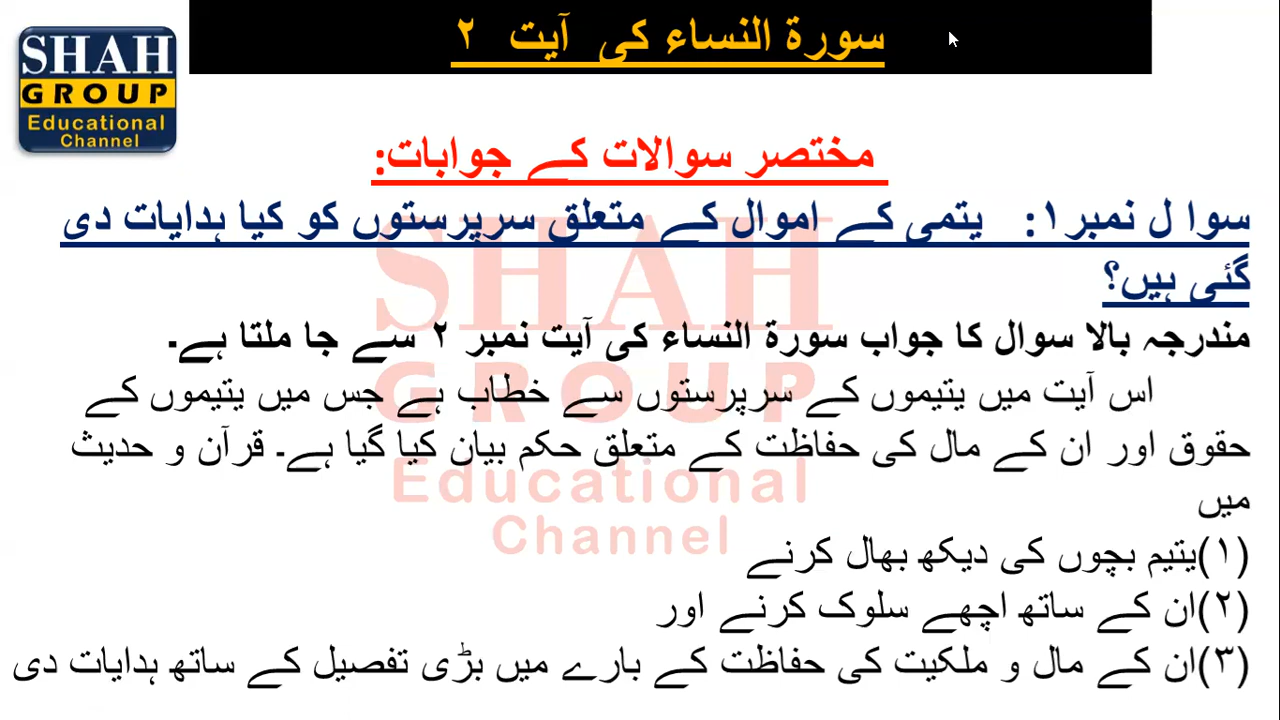 SHAH
GROUP
Educational
Channel
سورۃ النساء کی آیت ۲
مختصر سوالات کے جوابات:
سوا ل نمبر۱: یتمی کے اموال کے متعلق سرپرستوں کو کیا ہدایات دی
گئی ہیں؟
مندرجہ بالا سوال کا جواب سورۃ النساء کی آیت نمبر ۲ سے جا ملتا ہے۔
اس آیت میں یتیموں کے سرپرستوں سے خطاب ہے جس میں یتیموں کے
حقوق اور ان کے مال کی حفاظت کے متعلق حکم بیان کیا گیا ہے۔ قرآن و حدیث
میں
(۱)یتیم بچوں کی دیکھ بھال کرنے
(۲)ان کے ساتھ اچھے سلوک کرنے اور
(۳)ان کے مال و ملکیت کی حفاظت کے بارے میں بڑی تفصیل کے ساتھ ہدایات دی
SHAH
GROUP
Educational
Channel